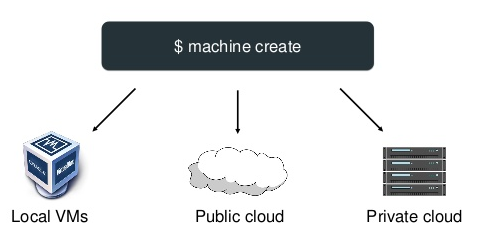 $ machine create
Local VMs
Public cloud
Private cloud